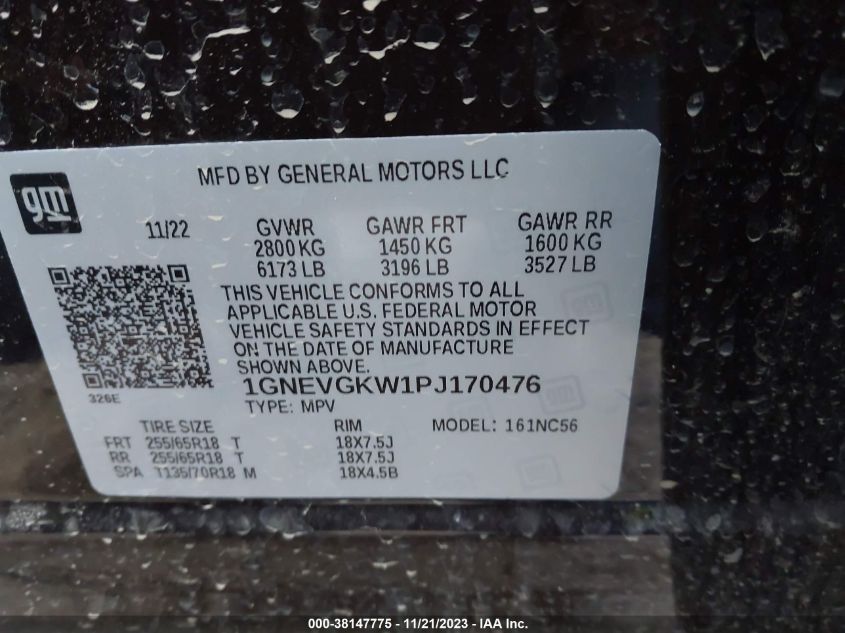 MFD BY GENERAL MOTORS LLC
gm
11/22 GVWR GAWR FRT GAWR RR
2800 KG 1450 KG 1600 KG
6173 LB 3196 LB 3527 LB
THIS VEHICLE CONFORMS TO ALL
APPLICABLE U.S. FEDERAL MOTOR
VEHICLE SAFETY STANDARDS IN EFFECT
ON THE DATE OF MANUFACTURE
SHOWN ABOVE.
1GNEVGKW1PJ170476
326E
TYPE: MPV
TIRE SIZE RIM MODEL: 161NC56
FRT 255/65R18 T 18X7.5J
RR 255/65R18 T 18X7.5J
SPA T135/70R18 M 18X4.5B
000-38147775 - 11/21/2023 - © IAA Inc.